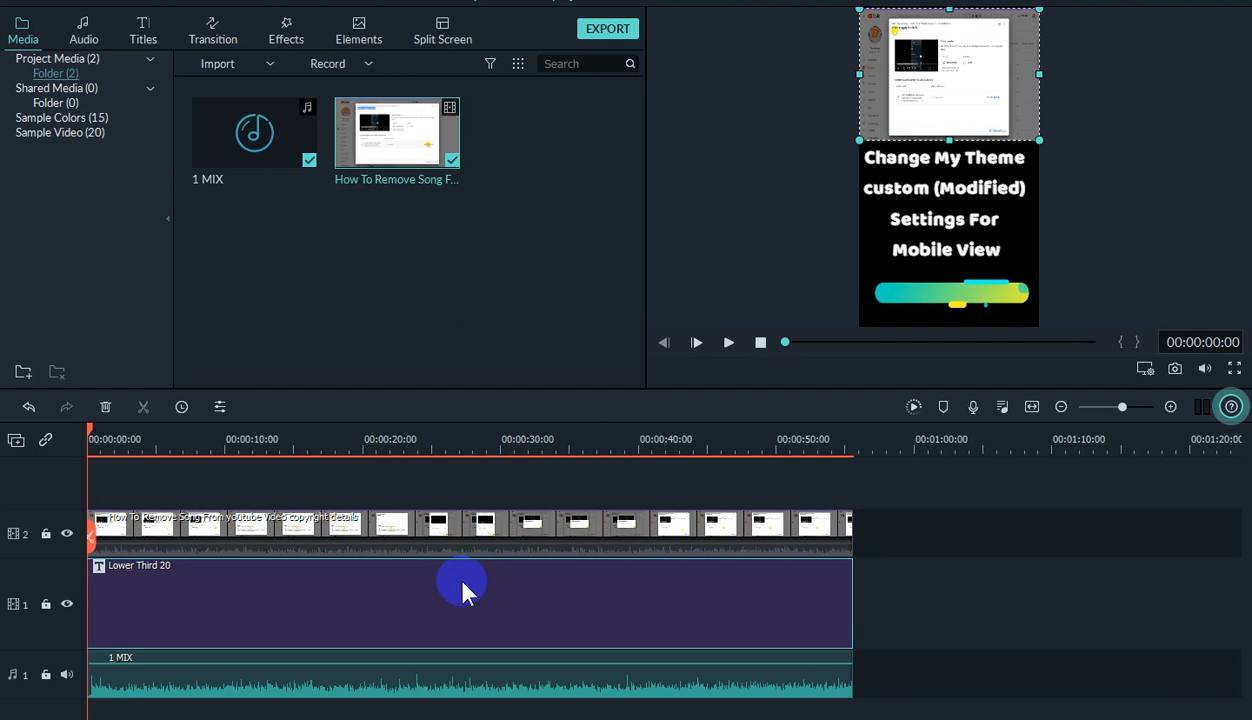 Media
Audio
Titles
Effects
Elements
Split Screen
EXPORT
Project Media (2)
Folder (2)
Shared Media (0)
Folder (0)
Sample Colors (15)
Sample Video (20)
Import
Record
Search
1 MIX
How To Remove Song F...
Change My Theme
custom (Modified)
Settings For
Mobile View
00:00:00:00
00:00:00:00
00:00:10:00
00:00:20:00
00:00:30:00
00:00:40:00
00:00:50:00
00:01:00:00
00:01:10:00
2
How To Remove Song From youtube Video copyright details
1
T Lower Third 20
1
1 MIX